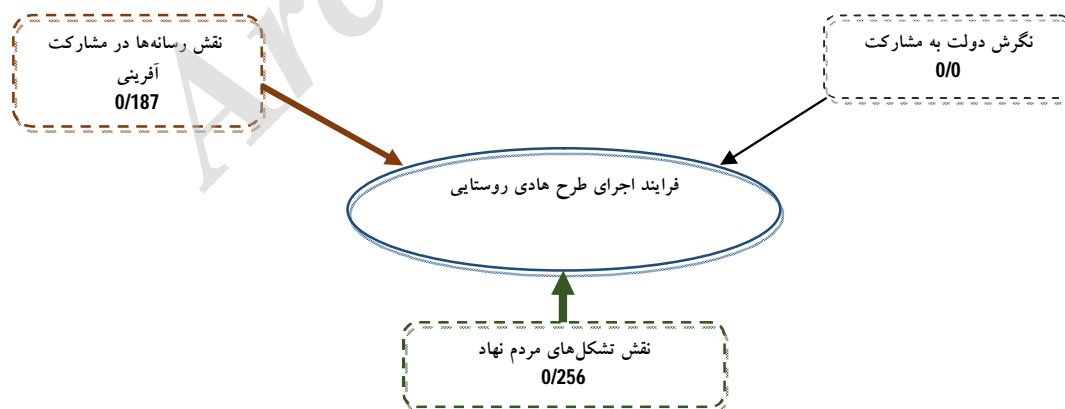 نگرش دولت به مشارکت
0/0
نقش رسانه‌ها در مشارکت
آفرینی
0/187
فرایند اجرای طرح هادی روستایی
نقش تشکل‌های مردم نهاد
0/256